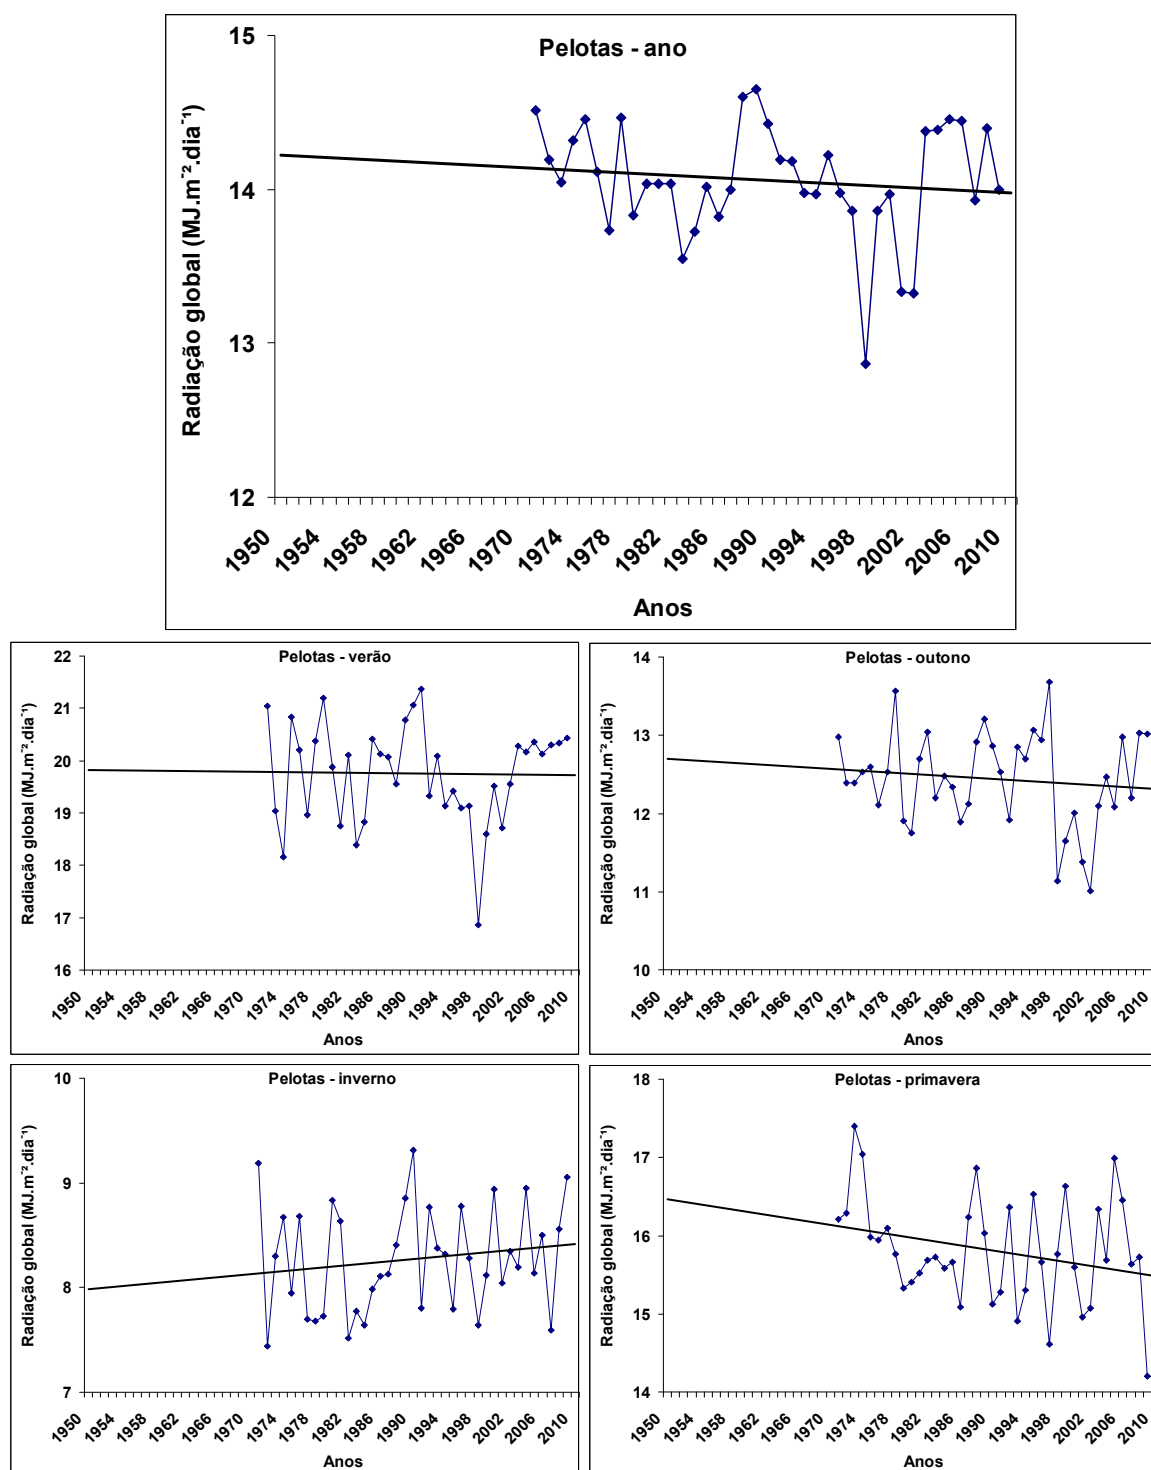 Pelotas - ano
Radiação global (MJ.m⁻².dia⁻¹)
15
14
13
12
1950 1954 1958 1962 1966 1970 1974 1978 1982 1986 1990 1994 1998 2002 2006 2010
Anos
Pelotas - verão
Radiação global (MJ.m⁻².dia⁻¹)
22
21
20
19
18
17
16
1950 1954 1958 1962 1966 1970 1974 1978 1982 1986 1990 1994 1998 2002 2006 2010
Anos
Pelotas - outono
Radiação global (MJ.m⁻².dia⁻¹)
14
13
12
11
10
1950 1954 1958 1962 1966 1970 1974 1978 1982 1986 1990 1994 1998 2002 2006 2010
Anos
Pelotas - inverno
Radiação global (MJ.m⁻².dia⁻¹)
10
9
8
7
1950 1954 1958 1962 1966 1970 1974 1978 1982 1986 1990 1994 1998 2002 2006 2010
Anos
Pelotas - primavera
Radiação global (MJ.m⁻².dia⁻¹)
18
17
16
15
14
1950 1954 1958 1962 1966 1970 1974 1978 1982 1986 1990 1994 1998 2002 2006 2010
Anos